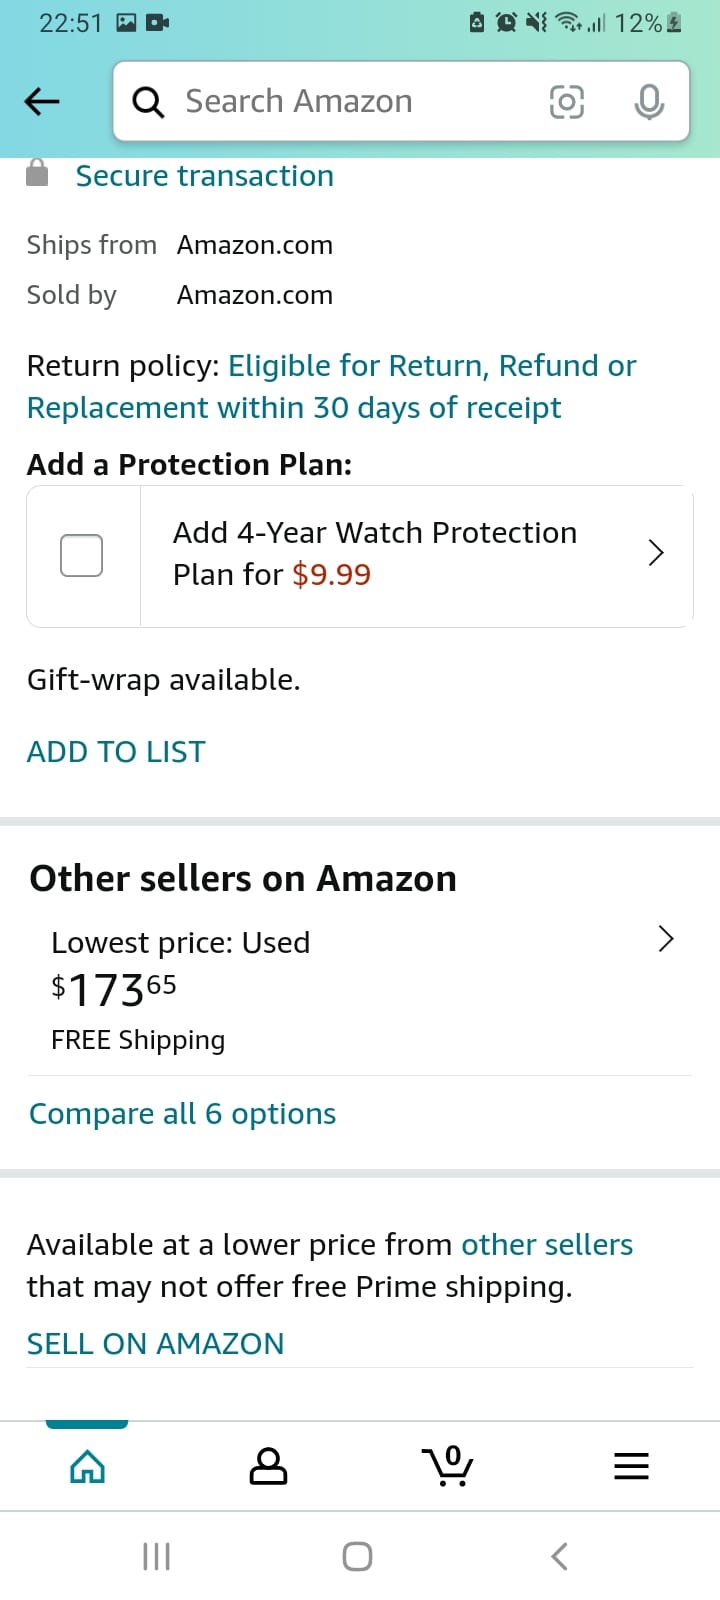 22:51 12%
Search Amazon
Secure transaction
Ships from Amazon.com
Sold by Amazon.com
Return policy: Eligible for Return, Refund or
Replacement within 30 days of receipt
Add a Protection Plan:
Add 4-Year Watch Protection
Plan for $9.99
Gift-wrap available.
ADD TO LIST
Other sellers on Amazon
Lowest price: Used
$17365
FREE Shipping
Compare all 6 options
Available at a lower price from other sellers
that may not offer free Prime shipping.
SELL ON AMAZON
0